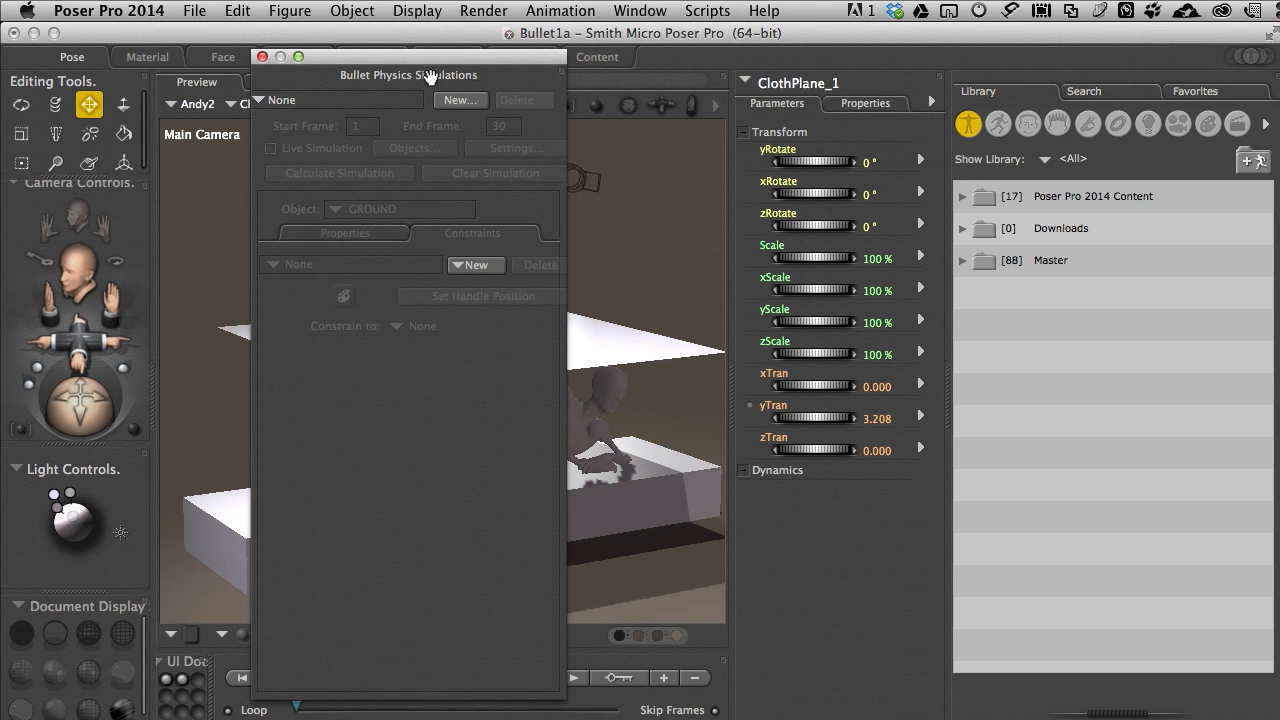 Poser Pro 2014 File Edit Figure Object Display Render Animation Window Scripts Help A 1
Bullet1a - Smith Micro Poser Pro (64-bit)
Pose Material Face Content
Editing Tools.
Camera Controls.
Light Controls.
Document Display
Preview
Andy2
Main Camera
Bullet Physics Simulations
None New... Delete
Start Frame: 1 End Frame: 30
Live Simulation Objects... Settings...
Calculate Simulation Clear Simulation
Object: GROUND
Properties Constraints
None New Delete
Set Handle Position
Constrain to: None
UI Do
Loop Skip Frames
ClothPlane_1
Parameters Properties
Transform
yRotate
0 °
xRotate
0 °
zRotate
0 °
Scale
100 %
xScale
100 %
yScale
100 %
zScale
100 %
xTran
0.000
yTran
3.208
zTran
0.000
Dynamics
Library Search Favorites
Show Library: <All>
[17] Poser Pro 2014 Content
[0] Downloads
[88] Master